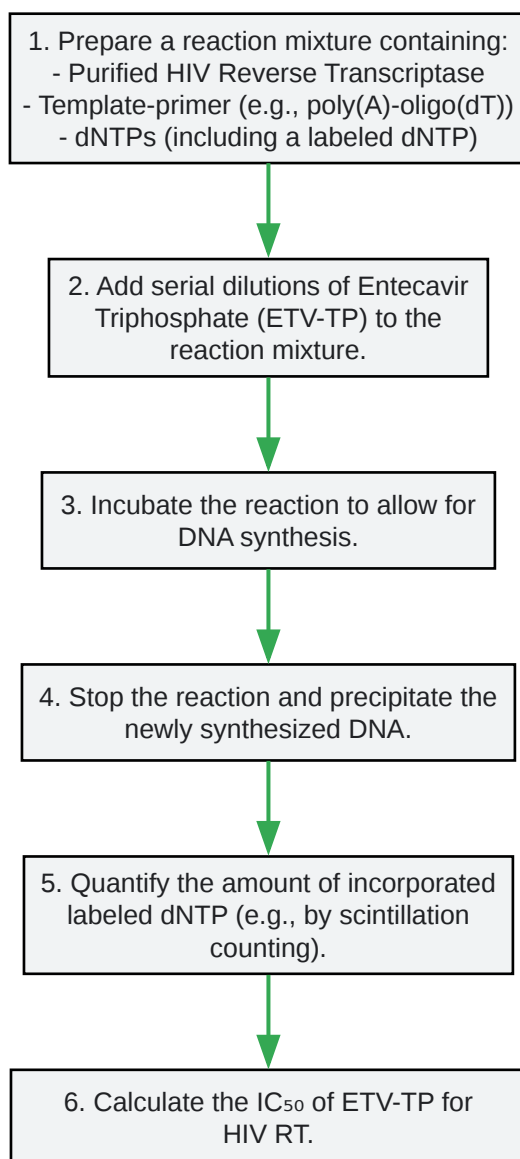 1. Prepare a reaction mixture containing:
- Purified HIV Reverse Transcriptase
- Template-primer (e.g., poly(A)-oligo(dT))
- dNTPs (including a labeled dNTP)
2. Add serial dilutions of Entecavir
Triphosphate (ETV-TP) to the
reaction mixture.
3. Incubate the reaction to allow for
DNA synthesis.
4. Stop the reaction and precipitate the
newly synthesized DNA.
5. Quantify the amount of incorporated
labeled dNTP (e.g., by scintillation
counting).
6. Calculate the IC₅₀ of ETV-TP for
HIV RT.